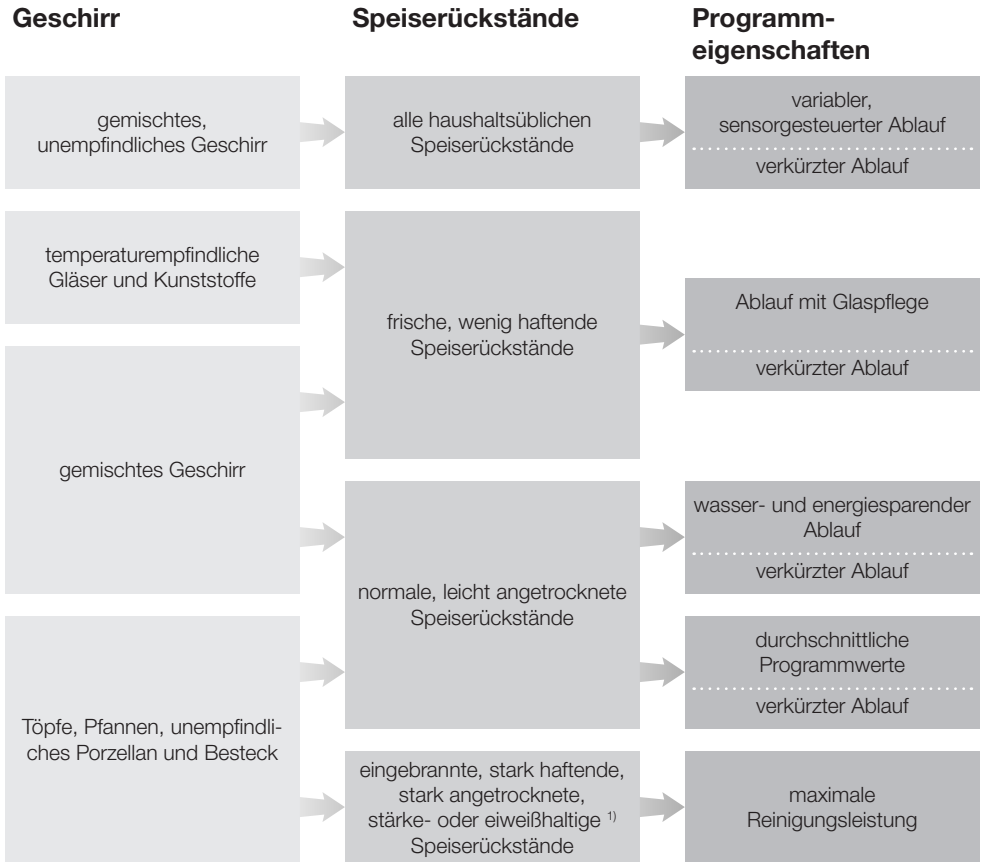 Geschirr
Speiserückstände
Programm-
eigenschaften
gemischtes,
unempfindliches Geschirr
alle haushaltsüblichen
Speiserückstände
variabler,
sensorgesteuerter Ablauf
verkürzter Ablauf
temperaturempfindliche
Gläser und Kunststoffe
frische, wenig haftende
Speiserückstände
Ablauf mit Glaspflege
verkürzter Ablauf
gemischtes Geschirr
normale, leicht angetrocknete
Speiserückstände
wasser- und energiesparender
Ablauf
verkürzter Ablauf
durchschnittliche
Programmwerte
verkürzter Ablauf
Töpfe, Pfannen, unempfindli-
ches Porzellan und Besteck
eingebrannte, stark haftende,
stark angetrocknete,
stärke- oder eiweißhaltige 1)
Speiserückstände
maximale
Reinigungsleistung